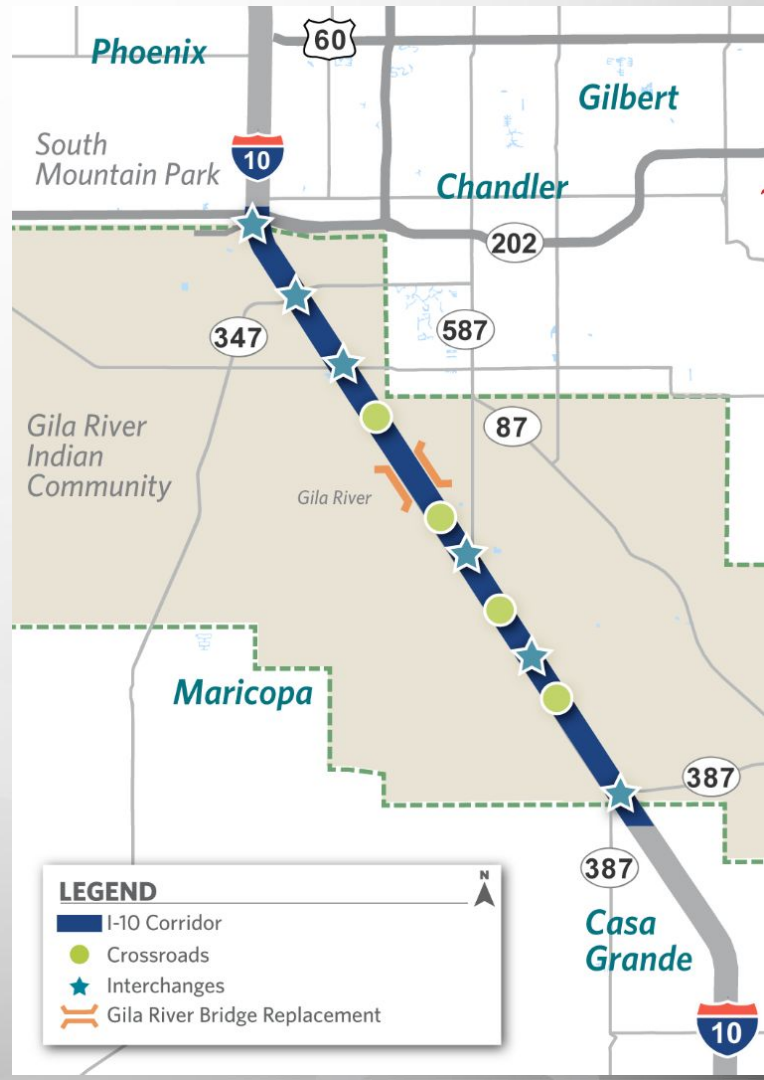 60
Phoenix
Gilbert
South
Mountain Park
10
Chandler
202
347
587
Gila River
Indian
Community
87
Gila River
Maricopa
387
387
Casa
Grande
10
LEGEND
N
I-10 Corridor
Crossroads
Interchanges
Gila River Bridge Replacement